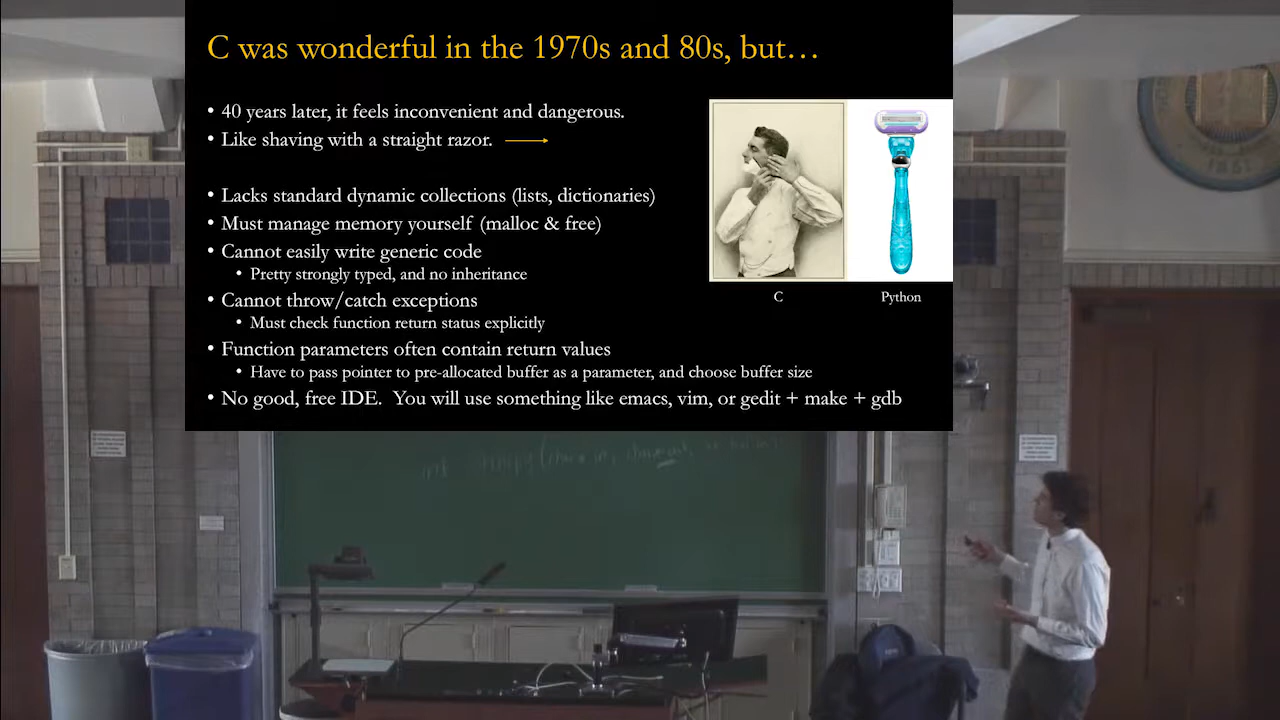 C was wonderful in the 1970s and 80s, but…
• 40 years later, it feels inconvenient and dangerous.
• Like shaving with a straight razor.
• Lacks standard dynamic collections (lists, dictionaries)
• Must manage memory yourself (malloc & free)
• Cannot easily write generic code
• Pretty strongly typed, and no inheritance
• Cannot throw/catch exceptions
• Must check function return status explicitly
• Function parameters often contain return values
• Have to pass pointer to pre-allocated buffer as a parameter, and choose buffer size
• No good, free IDE. You will use something like emacs, vim, or gedit + make + gdb
C
Python